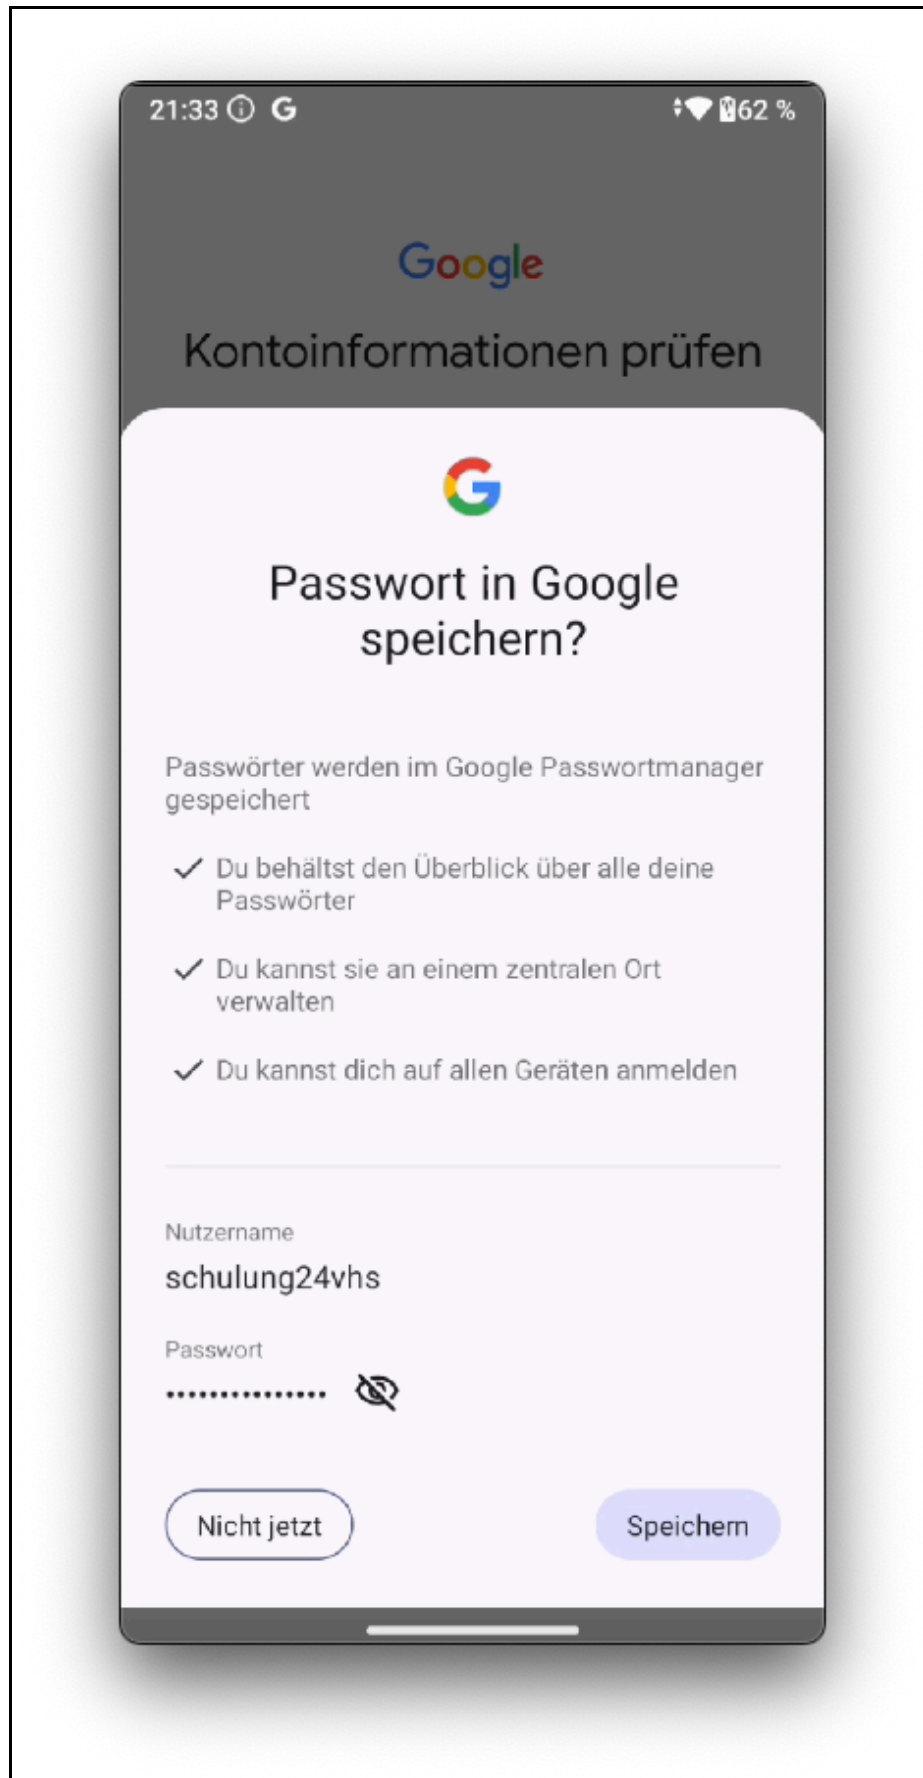 21:33 G 62 %
Google
Kontoinformationen prüfen
G
Passwort in Google
speichern?
Passwörter werden im Google Passwortmanager
gespeichert
Du behältst den Überblick über alle deine
Passwörter
Du kannst sie an einem zentralen Ort
verwalten
Du kannst dich auf allen Geräten anmelden
Nutzername
schulung24vhs
Passwort
•••••••••••••••
Nicht jetzt
Speichern